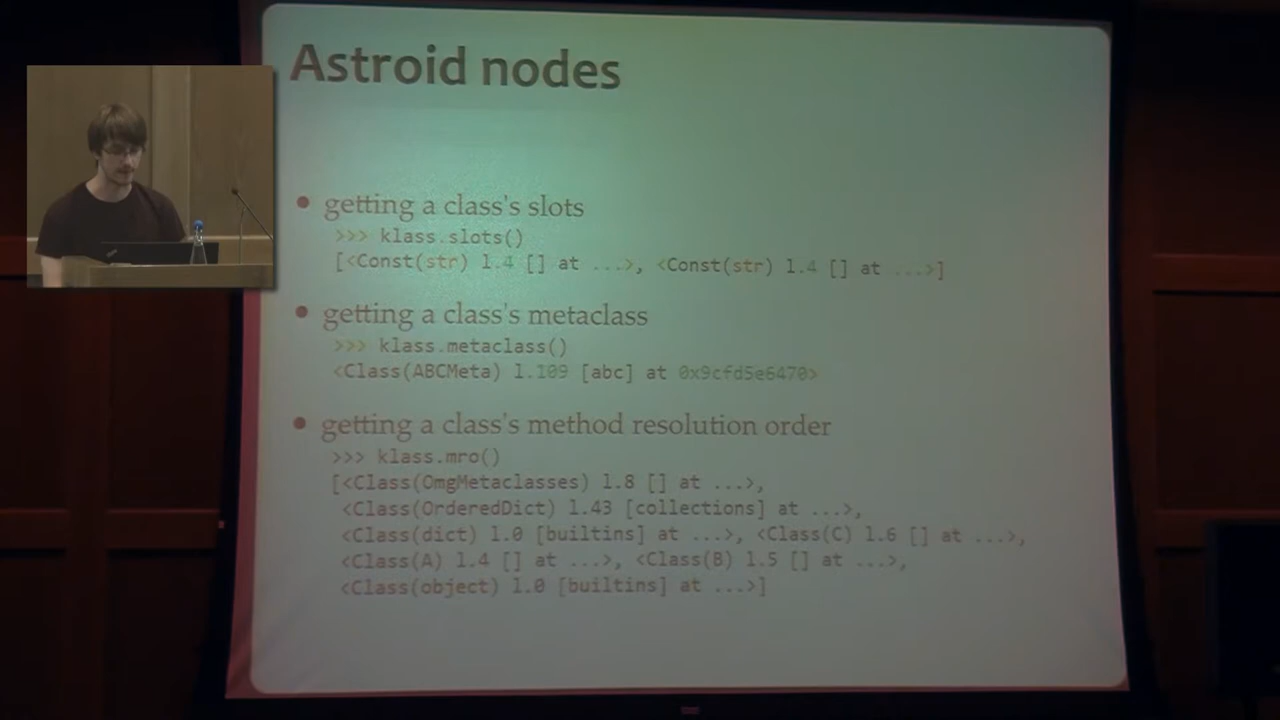 Astroid nodes
• getting a class's slots
>>> klass.slots()
[<Const(str) l.4 [] at ...>, <Const(str) l.4 [] at ...>]
• getting a class's metaclass
>>> klass.metaclass()
<Class(ABCMeta) l.109 [abc] at 0x9cfd5e6470>
• getting a class's method resolution order
>>> klass.mro()
[<Class(OmgMetaclasses) l.8 [] at ...>,
<Class(OrderedDict) l.43 [collections] at ...>,
<Class(dict) l.0 [builtins] at ...>, <Class(C) l.6 [] at ...>,
<Class(A) l.4 [] at ...>, <Class(B) l.5 [] at ...>,
<Class(object) l.0 [builtins] at ...>]